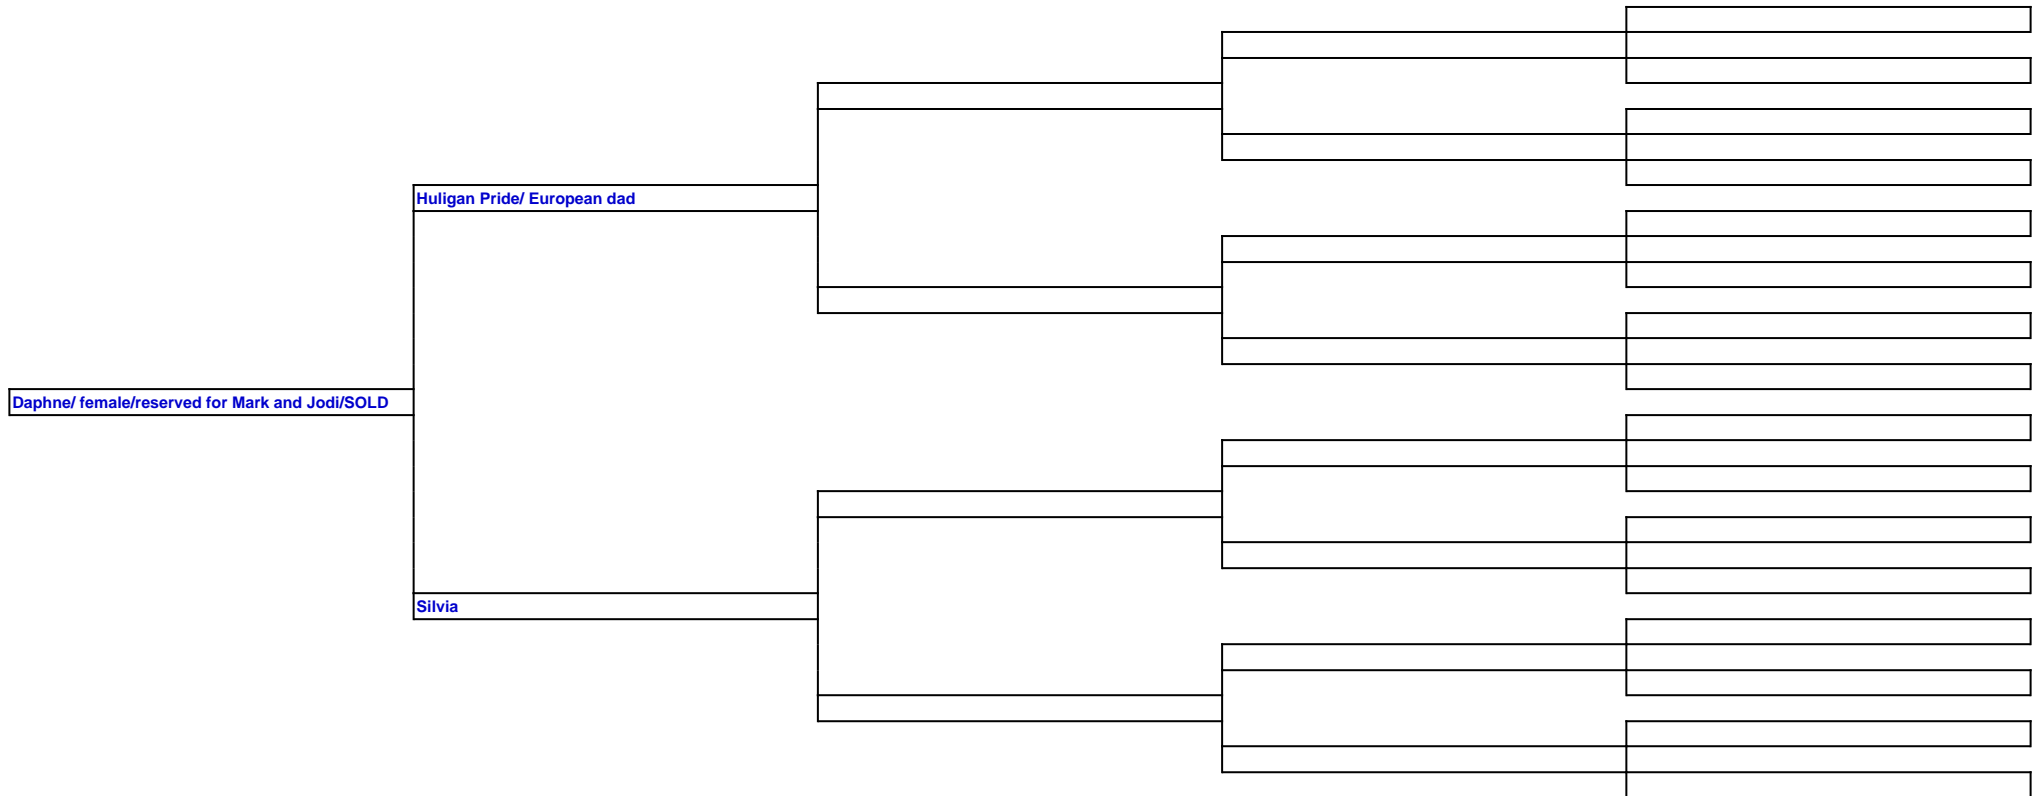 Huligan Pride/ European dad
Daphne/ female/reserved for Mark and Jodi/SOLD
Silvia